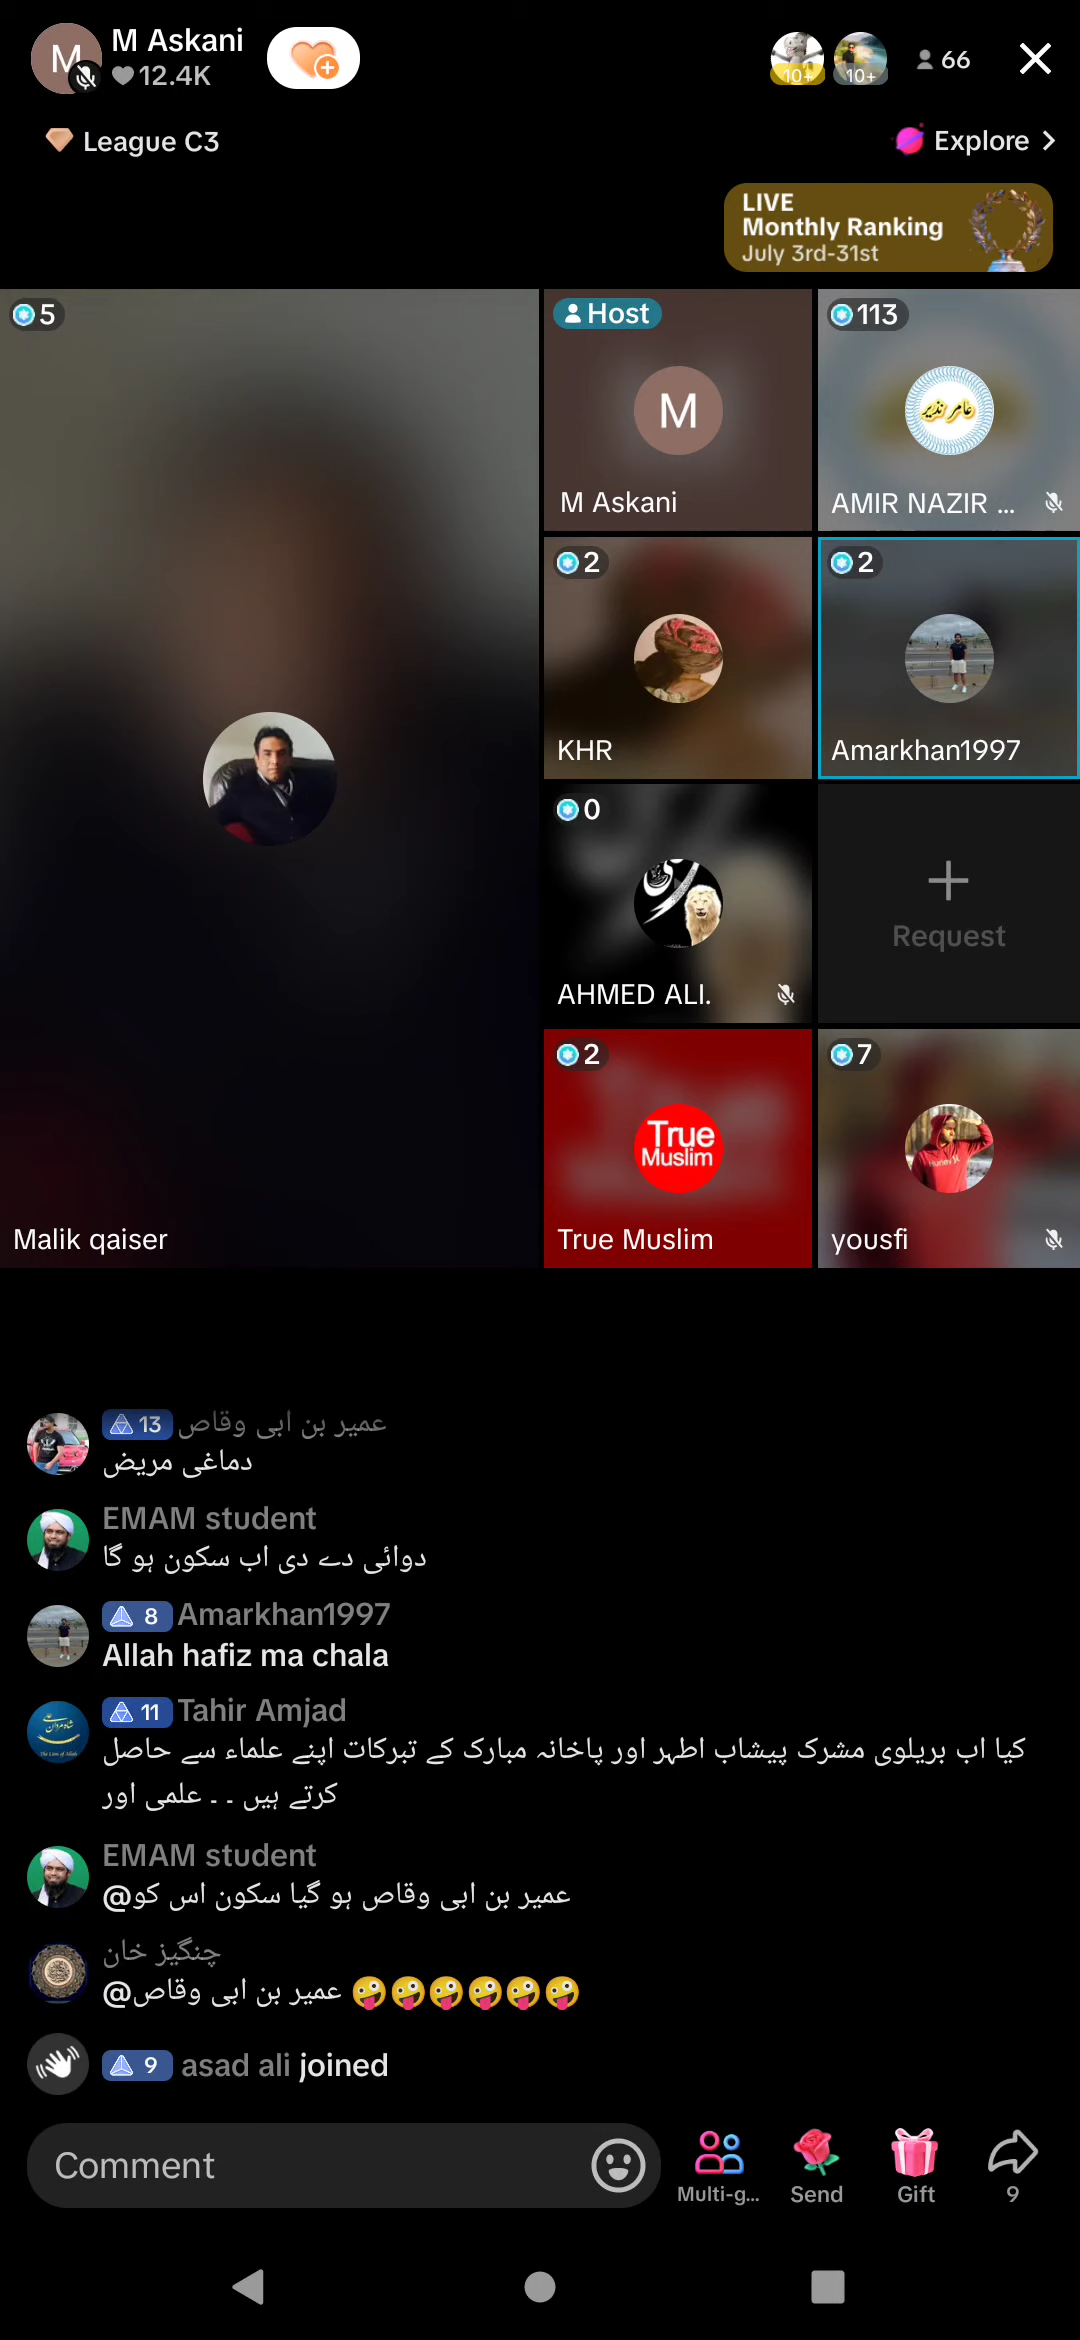 M
M Askani
12.4K
10+
10+
66
League C3
Explore
LIVE
Monthly Ranking
July 3rd-31st
5
Malik qaiser
Host
M
M Askani
113
عامر نذیر
AMIR NAZIR ...
2
KHR
2
Amarkhan1997
0
AHMED ALI.
Request
2
True
Muslim
True Muslim
7
yousfi
13 عمیر بن ابی وقاص
دماغی مریض
EMAM student
دوائی دے دی اب سکون ہو گا
8 Amarkhan1997
Allah hafiz ma chala
11 Tahir Amjad
کیا اب بریلوی مشرک پیشاب اطہر اور پاخانہ مبارک کے تبرکات اپنے علماء سے حاصل
کرتے ہیں ۔ ۔ علمی اور
EMAM student
@عمیر بن ابی وقاص ہو گیا سکون اس کو
چنگیز خان
@عمیر بن ابی وقاص 🤪🤪🤪🤪🤪🤪
9 asad ali joined
Comment
Multi-g...
Send
Gift
9